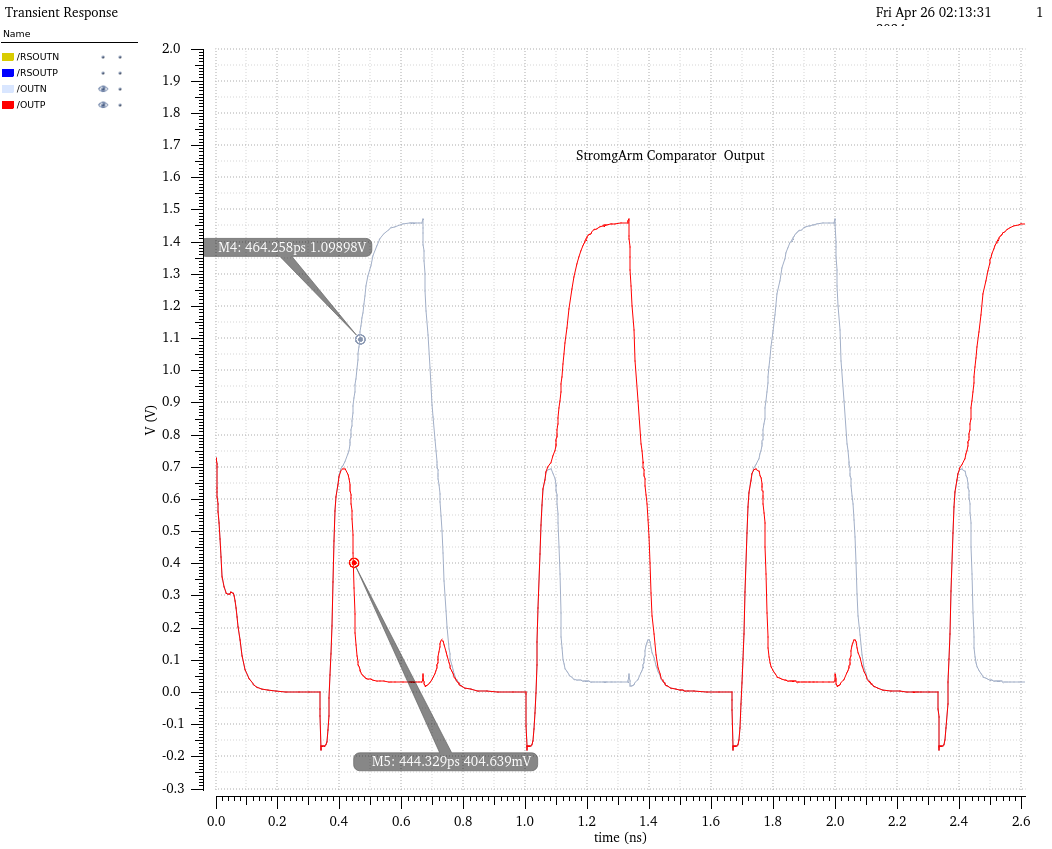 Transient Response
Fri Apr 26 02:13:31 1
Name
/RSOUTN
/RSOUTP
/OUTN
/OUTP
StromgArm Comparator Output
M4: 464.258ps 1.09898V
M5: 444.329ps 404.639mV
V (V)
2.0
1.9
1.8
1.7
1.6
1.5
1.4
1.3
1.2
1.1
1.0
0.9
0.8
0.7
0.6
0.5
0.4
0.3
0.2
0.1
0.0
-0.1
-0.2
-0.3
0.0 0.2 0.4 0.6 0.8 1.0 1.2 1.4 1.6 1.8 2.0 2.2 2.4 2.6
time (ns)